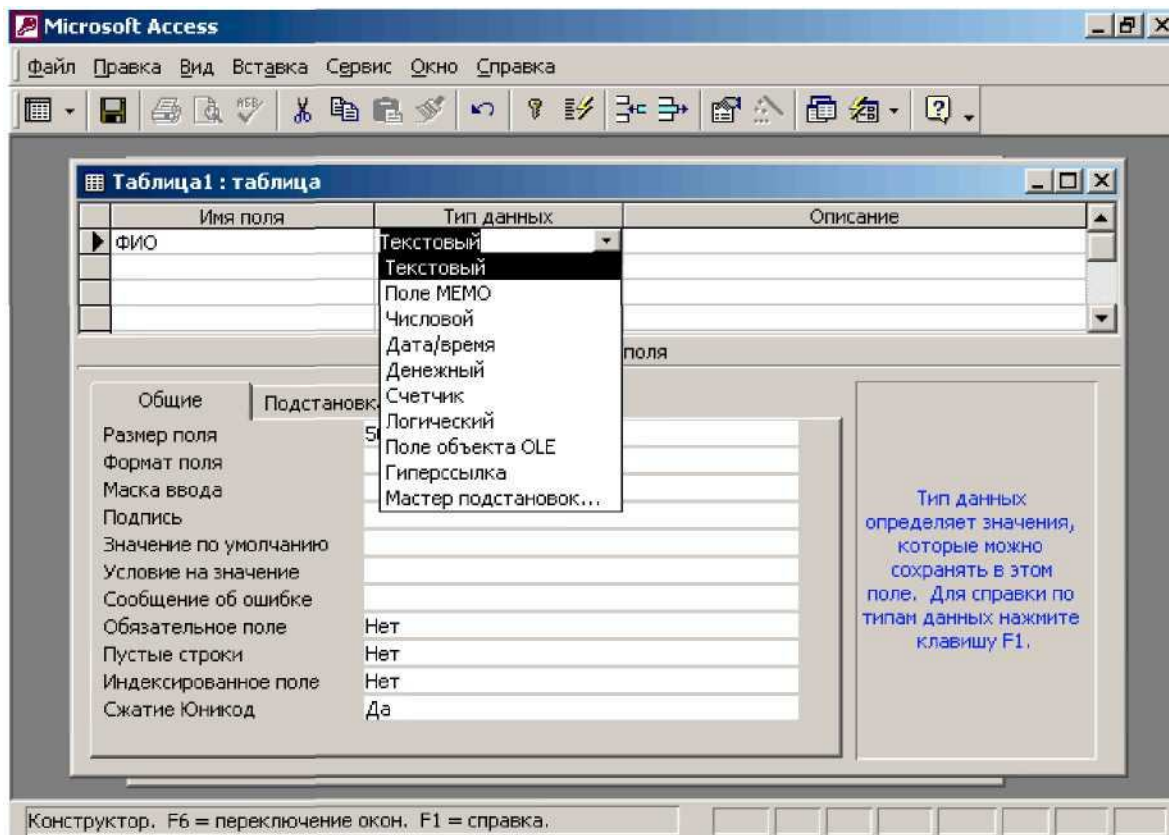 Microsoft Access
Файл Правка Вид Вставка Сервис Окно Справка
Таблица1 : таблица
Имя поля Тип данных Описание
ФИО Текстовый
Текстовый
Поле МЕМО
Числовой
Дата/время
Денежный
Счетчик
Логический
Поле объекта OLE
Гиперссылка
Мастер подстановок...
поля
Общие
Размер поля
Формат поля
Маска ввода
Подпись
Значение по умолчанию
Условие на значение
Сообщение об ошибке
Обязательное поле Нет
Пустые строки Нет
Индексированное поле Нет
Сжатие Юникод Да
Тип данных
определяет значения,
которые можно
сохранять в этом
поле. Для справки по
типам данных нажмите
клавишу F1.
Конструктор. F6 = переключение окон. F1 = справка.